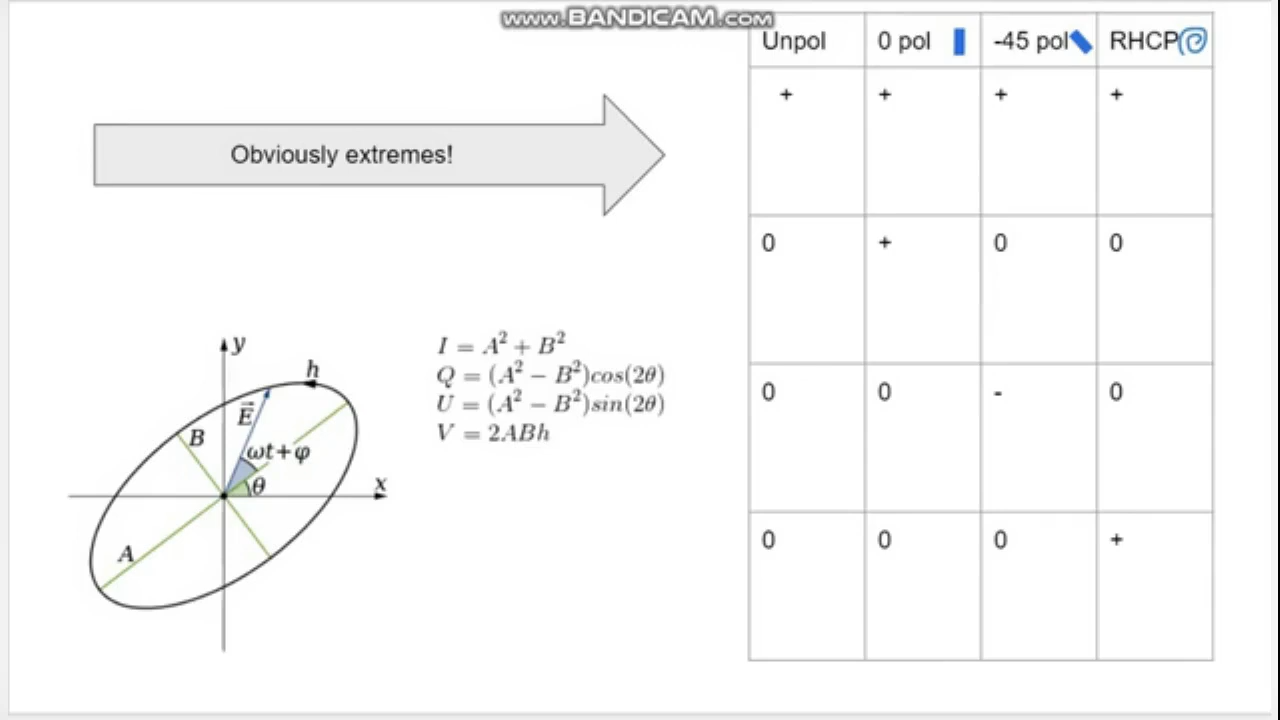 www.BANDICAM.com
Unpol 0 pol -45 pol RHCP
+ + + +
Obviously extremes!
0 + 0 0
0 0 - 0
0 0 0 +
y
h
E⃗
B
ωt+φ
θ
x
A
I = A² + B²
Q = (A² − B²)cos(2θ)
U = (A² − B²)sin(2θ)
V = 2ABh